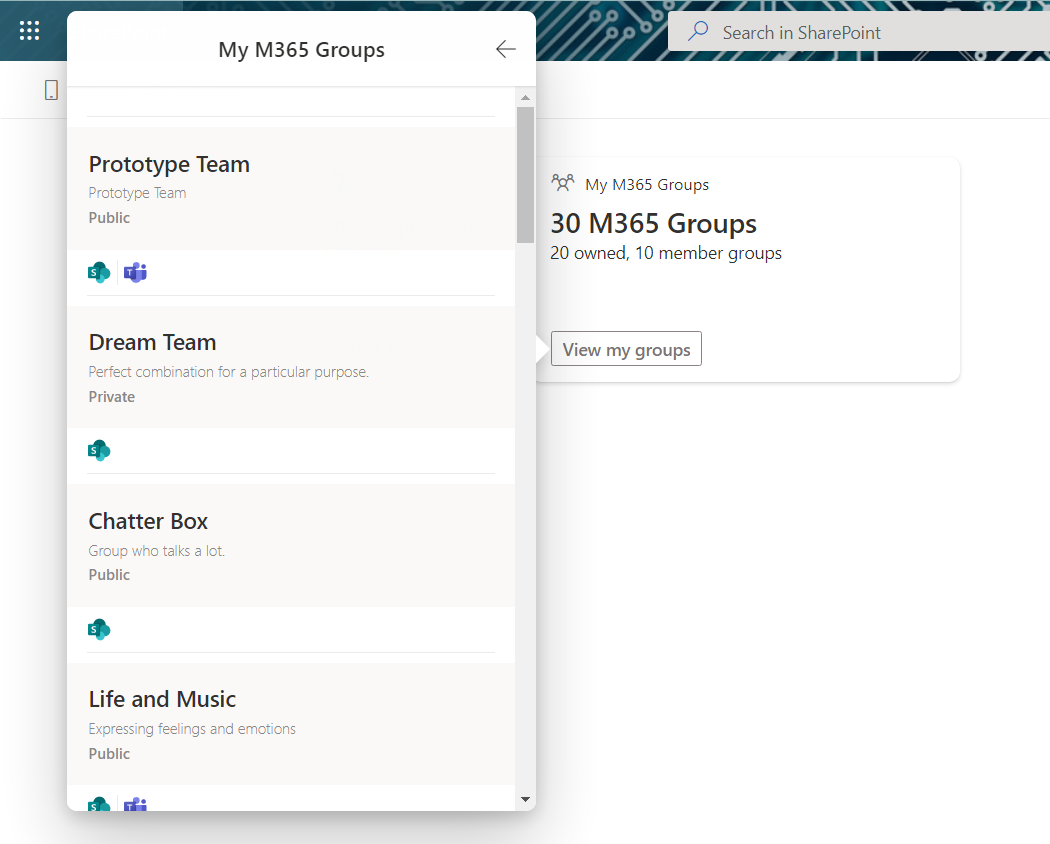 My M365 Groups
Search in SharePoint
Prototype Team
Prototype Team
Public
Dream Team
Perfect combination for a particular purpose.
Private
Chatter Box
Group who talks a lot.
Public
Life and Music
Expressing feelings and emotions
Public
My M365 Groups
30 M365 Groups
20 owned, 10 member groups
View my groups